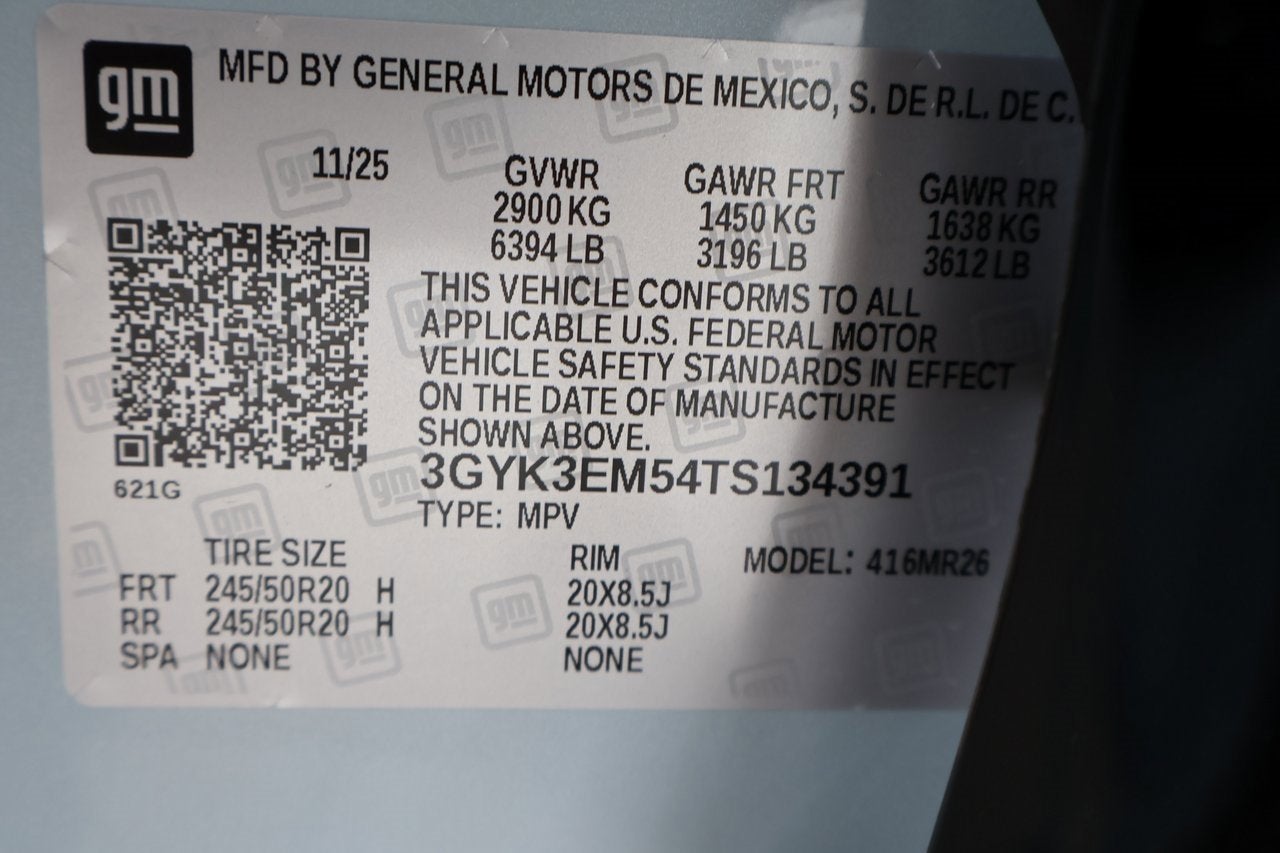 gm MFD BY GENERAL MOTORS DE MEXICO, S. DE R.L. DE C.
11/25 GVWR GAWR FRT GAWR RR
2900 KG 1450 KG 1638 KG
6394 LB 3196 LB 3612 LB
THIS VEHICLE CONFORMS TO ALL
APPLICABLE U.S. FEDERAL MOTOR
VEHICLE SAFETY STANDARDS IN EFFECT
ON THE DATE OF MANUFACTURE
SHOWN ABOVE.
3GYK3EM54TS134391
621G
TYPE: MPV
TIRE SIZE RIM MODEL: 416MR26
FRT 245/50R20 H 20X8.5J
RR 245/50R20 H 20X8.5J
SPA NONE NONE